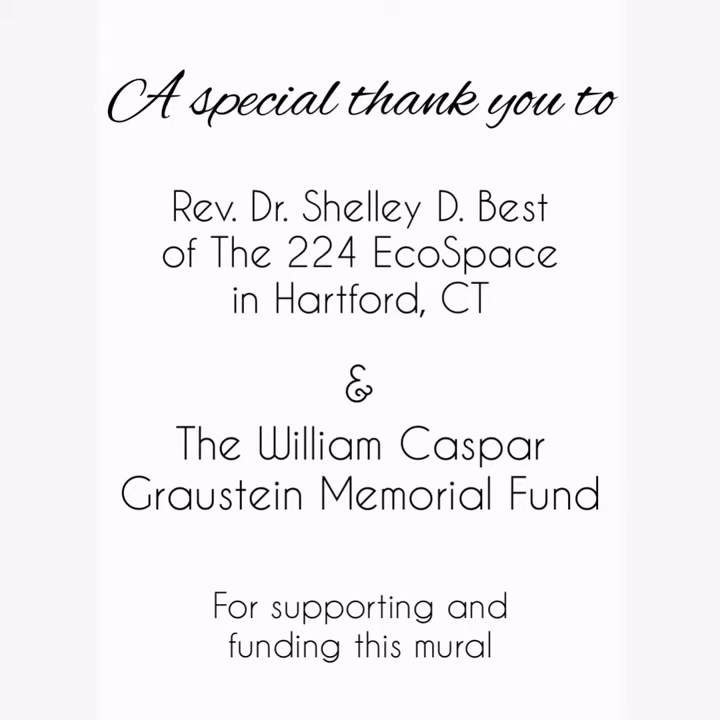 A special thank you to
Rev. Dr. Shelley D. Best
of The 224 EcoSpace
in Hartford, CT
&
The William Caspar
Graustein Memorial Fund
For supporting and
funding this mural